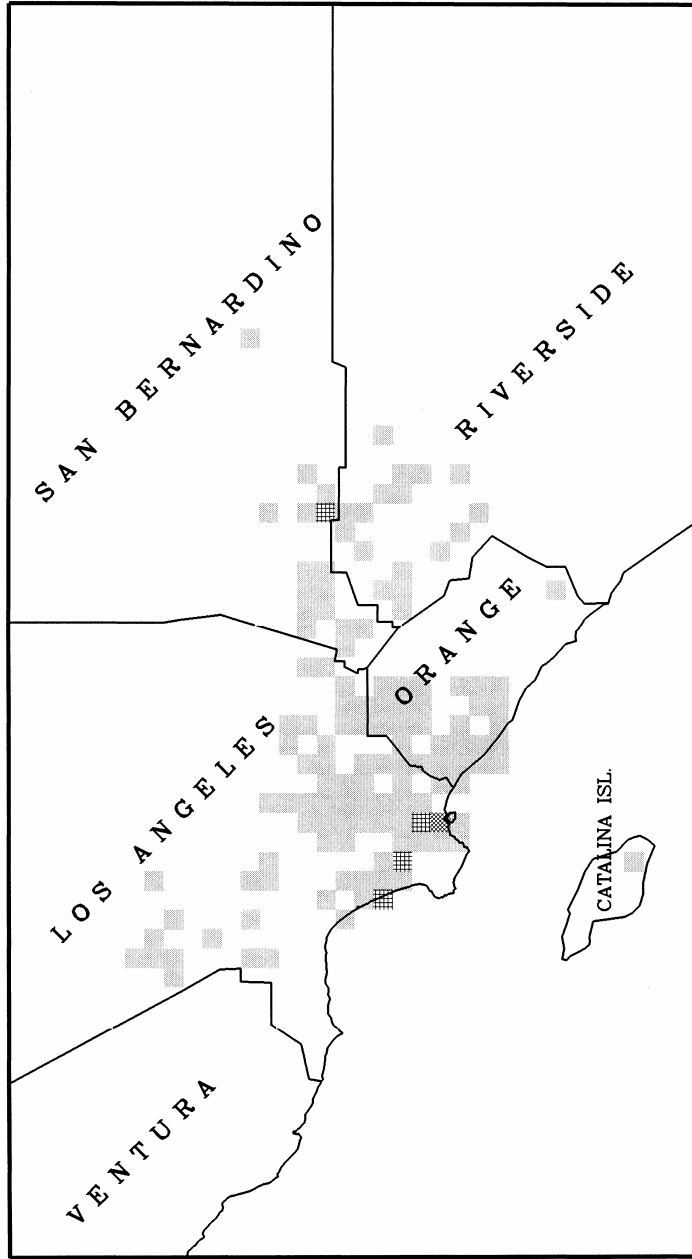 VENTURA
LOS ANGELES
SAN BERNARDINO
ORANGE
RIVERSIDE
CATALINA ISL.